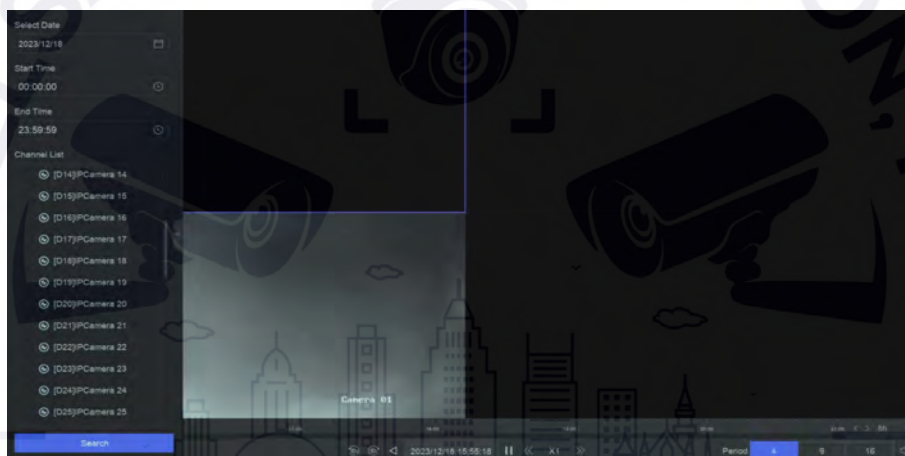 Select Date
2023/12/18
Start Time
00:00:00
End Time
23:59:59
Channel List
[D14]IPCamera 14
[D15]IPCamera 15
[D16]IPCamera 16
[D17]IPCamera 17
[D18]IPCamera 18
[D19]IPCamera 19
[D20]IPCamera 20
[D21]IPCamera 21
[D22]IPCamera 22
[D23]IPCamera 23
[D24]IPCamera 24
[D25]IPCamera 25
Camera 01
Search
2023/12/18 15:55:18 X1 Period 4 9 16